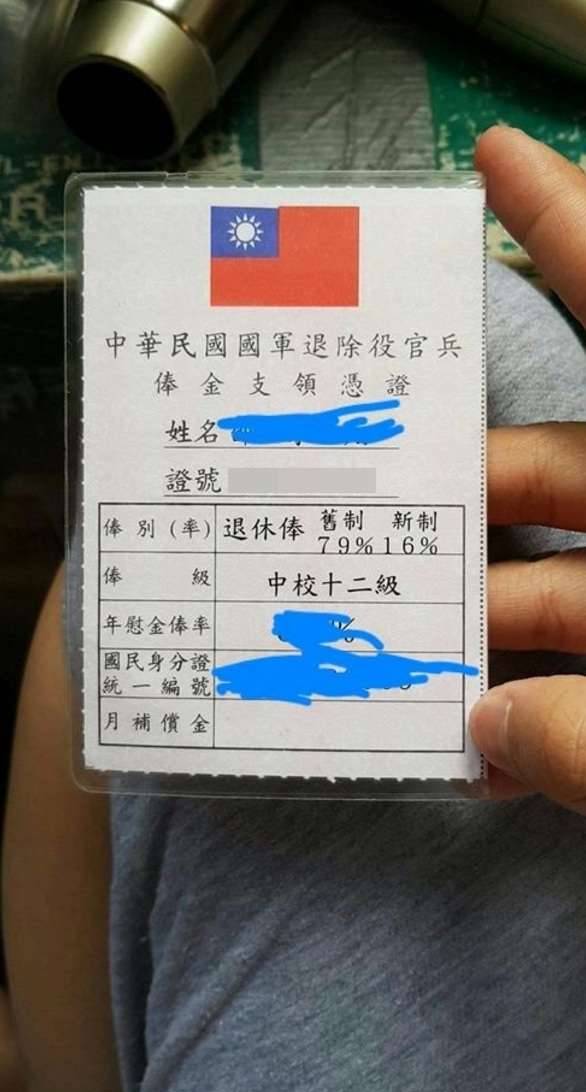 中華民國國軍退除役官兵
俸金支領憑證
姓名
證號
俸別(率) 退休俸 舊制 新制
79% 16%
俸級 中校十二級
年慰金俸率 %
國民身分證
統一編號
月補償金